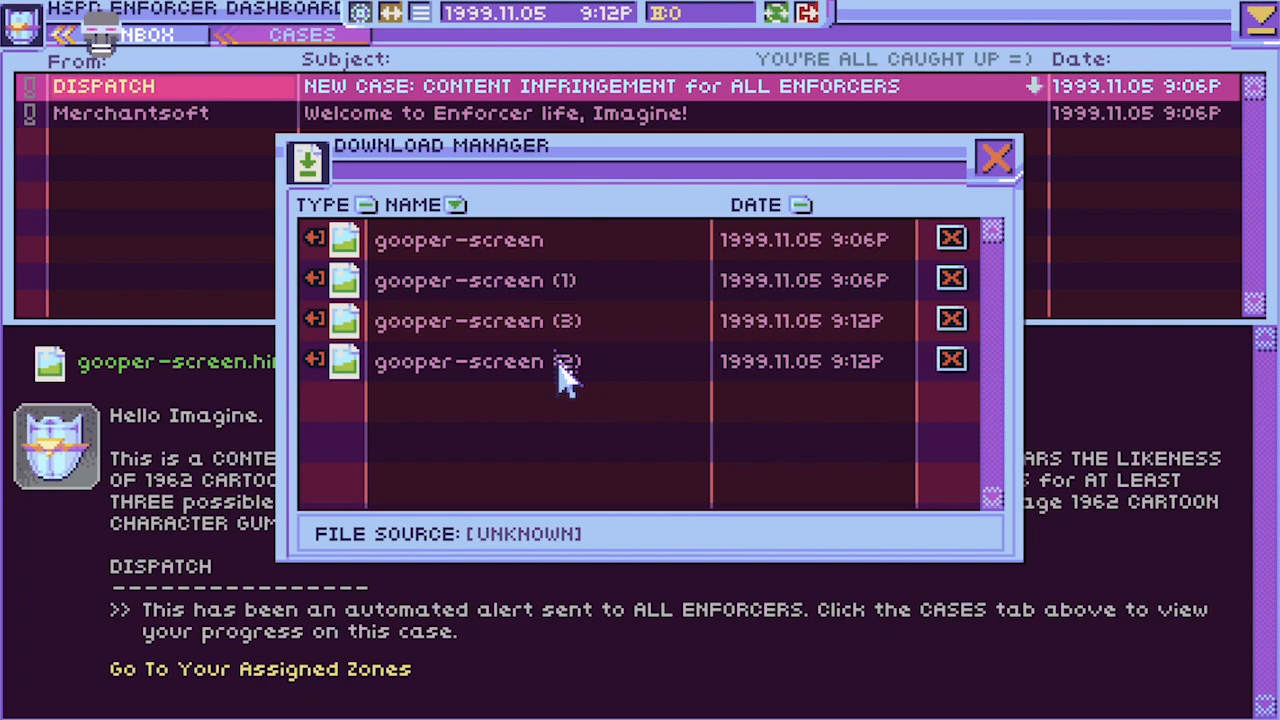 HSPD ENFORCER DASHBOARD
1999.11.05 9:12P
:0
NBOX
CASES
From:
Subject:
YOU'RE ALL CAUGHT UP =)
Date:
DISPATCH
NEW CASE: CONTENT INFRINGEMENT for ALL ENFORCERS
1999.11.05 9:06P
Merchantsoft
Welcome to Enforcer life, Imagine!
1999.11.05 9:06P
DOWNLOAD MANAGER
TYPE NAME DATE
gooper-screen 1999.11.05 9:06P
gooper-screen (1) 1999.11.05 9:06P
gooper-screen (3) 1999.11.05 9:12P
gooper-screen (2) 1999.11.05 9:12P
FILE SOURCE: [UNKNOWN]
gooper-screen.
Hello Imagine.
This is a CONTE
ARS THE LIKENESS
OF 1962 CARTOO
for AT LEAST
THREE possible
age 1962 CARTOON
CHARACTER GUM
DISPATCH
-----------------
>> This has been an automated alert sent to ALL ENFORCERS. Click the CASES tab above to view
your progress on this case.
Go To Your Assigned Zones